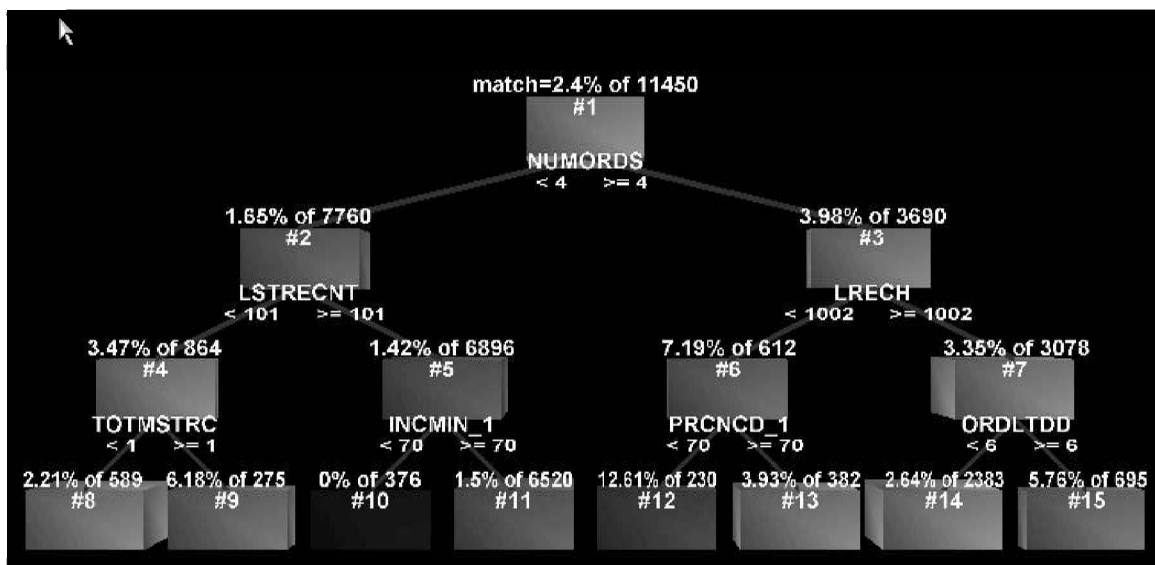 match=2.4% of 11450
#1
NUMORDS
< 4 >= 4
1.65% of 7760 3.98% of 3690
#2 #3
LSTRECNT LRECH
< 101 >= 101 < 1002 >= 1002
3.47% of 864 1.42% of 6896 7.19% of 612 3.35% of 3078
#4 #5 #6 #7
TOTMSTRC INCMIN_1 PRCNCD_1 ORDLTDD
< 1 >= 1 < 70 >= 70 < 70 >= 70 < 6 >= 6
2.21% of 589 6.18% of 275 0% of 376 1.5% of 6520 12.61% of 230 3.93% of 382 2.64% of 2383 5.76% of 695
#8 #9 #10 #11 #12 #13 #14 #15